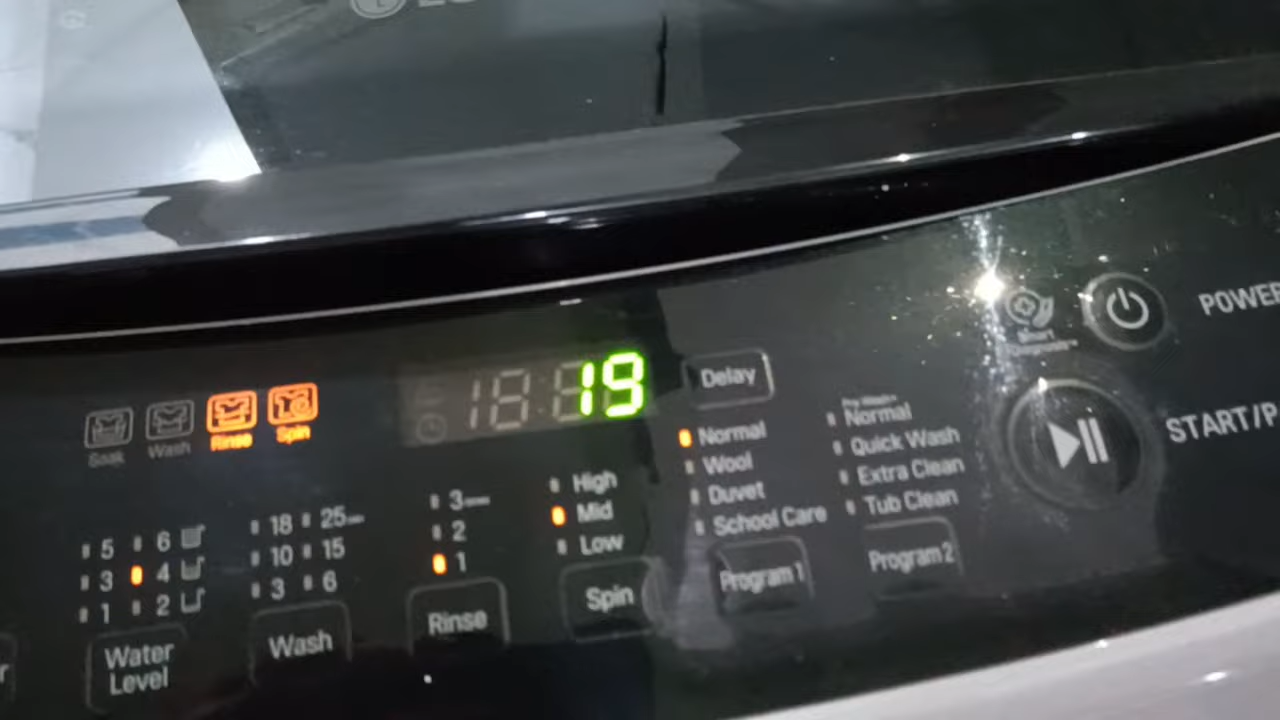 LG
POWER
Delay
19
Soak Wash Rinse Spin
Normal
Wool
Duvet
School Care
Program 1
Normal
Quick Wash
Extra Clean
Tub Clean
Program 2
START/P
High
Mid
Low
Spin
3
2
1
Rinse
18 25
10 15
3 6
Wash
5 6
3 4
1 2
Water
Level